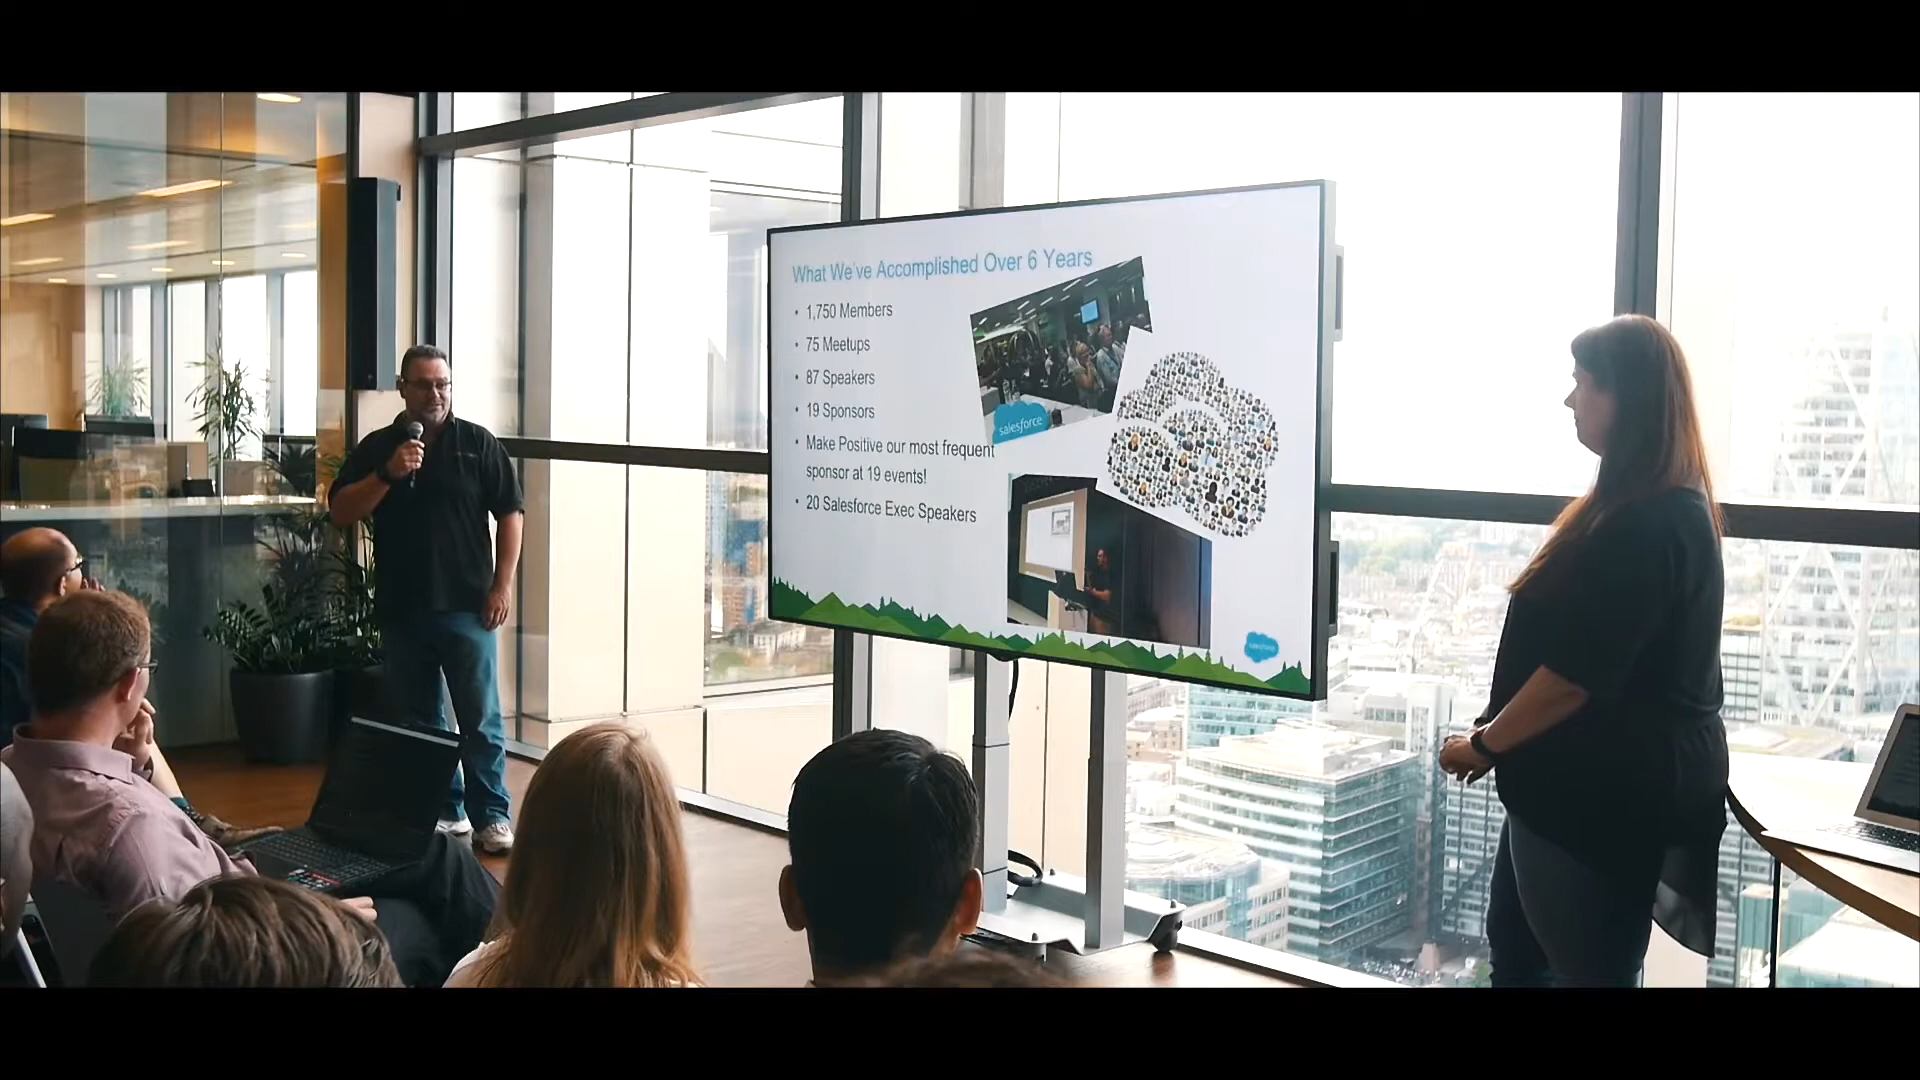 What We've Accomplished Over 6 Years
• 1,750 Members
• 75 Meetups
• 87 Speakers
• 19 Sponsors
• Make Positive our most frequent
sponsor at 19 events!
• 20 Salesforce Exec Speakers
salesforce
salesforce